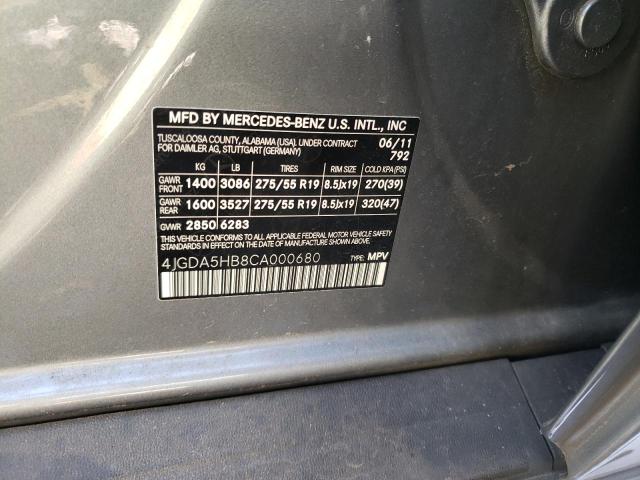 MFD BY MERCEDES-BENZ U.S. INTL., INC
TUSCALOOSA COUNTY, ALABAMA (USA). UNDER CONTRACT 06/11
FOR DAIMLER AG, STUTTGART (GERMANY) 792
KG LB TIRES RIM SIZE COLD KPA (PSI)
GAWR FRONT 1400 3086 275/55 R19 8.5Jx19 270(39)
GAWR REAR 1600 3527 275/55 R19 8.5Jx19 320(47)
GWR 2850 6283
THIS VEHICLE CONFORMS TO ALL APPLICABLE FEDERAL MOTOR VEHICLE SAFETY
STANDARDS IN EFFECT ON THE DATE OF MANUFACTURE SHOWN ABOVE.
4JGDA5HB8CA000680 TYPE: MPV